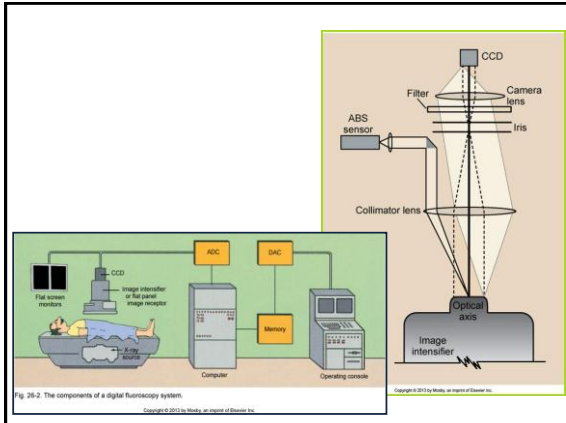 CCD
Filter
Camera
lens
ABS
sensor
Iris
Collimator lens
Optical
axis
Image
intensifier
Copyright © 2013 by Mosby, an imprint of Elsevier Inc.
ADC
DAC
CCD
Image intensifier
or flat panel
image receptor
Flat screen
monitors
Memory
X-ray
source
Computer
Operating console
Fig. 26-2. The components of a digital fluoroscopy system.
Copyright © 2013 by Mosby, an imprint of Elsevier Inc.